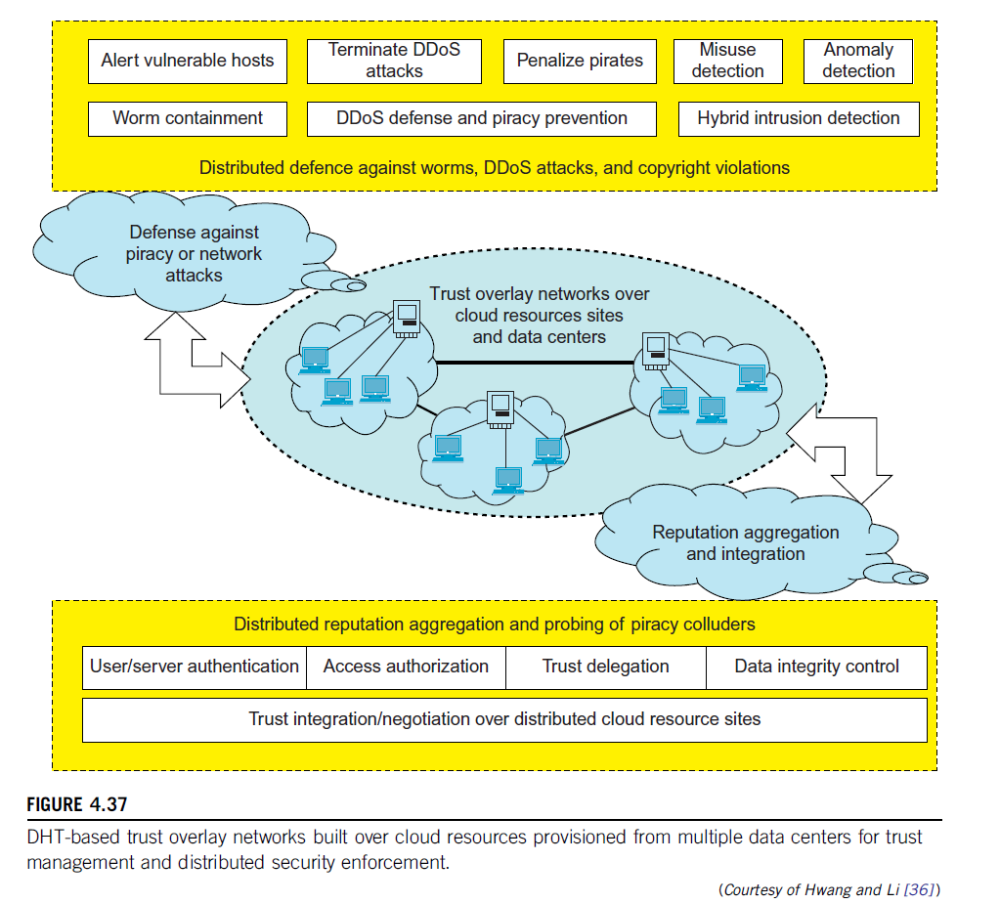 Alert vulnerable hosts
Terminate DDoS
attacks
Penalize pirates
Misuse
detection
Anomaly
detection
Worm containment
DDoS defense and piracy prevention
Hybrid intrusion detection
Distributed defence against worms, DDoS attacks, and copyright violations
Defense against
piracy or network
attacks
Trust overlay networks over
cloud resources sites
and data centers
Reputation aggregation
and integration
Distributed reputation aggregation and probing of piracy colluders
User/server authentication
Access authorization
Trust delegation
Data integrity control
Trust integration/negotiation over distributed cloud resource sites
FIGURE 4.37
DHT-based trust overlay networks built over cloud resources provisioned from multiple data centers for trust
management and distributed security enforcement.
(Courtesy of Hwang and Li [36])